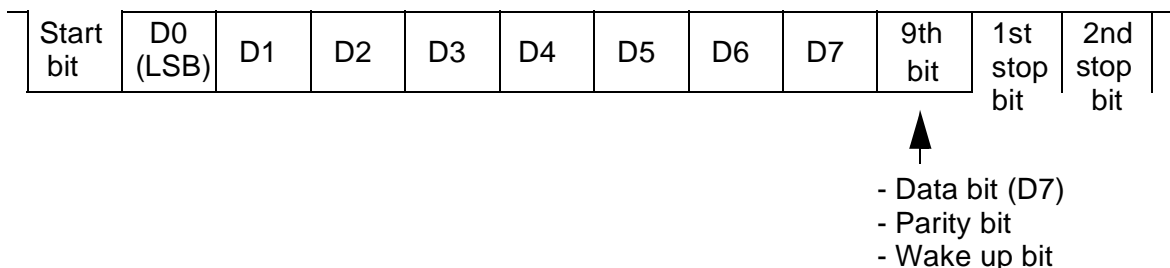 Start bit
D0 (LSB)
D1
D2
D3
D4
D5
D6
D7
9th bit
1st stop bit
2nd stop bit
- Data bit (D7)
- Parity bit
- Wake up bit